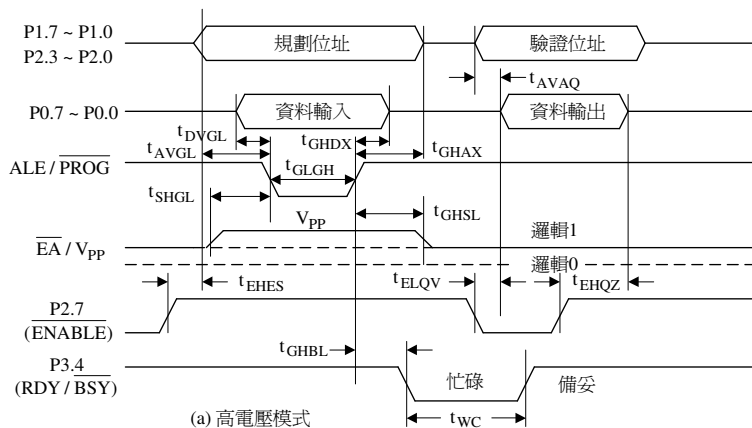 P1.7 ~ P1.0
P2.3 ~ P2.0
規劃位址
驗證位址
tAVAQ
P0.7 ~ P0.0
資料輸入
資料輸出
tDVGL
tGHDX
tAVGL
tGHAX
ALE / PROG
tGLGH
tSHGL
VPP
tGHSL
EA / VPP
邏輯1
邏輯0
tEHES
tELQV
tEHQZ
P2.7
(ENABLE)
tGHBL
P3.4
(RDY / BSY)
忙碌
備妥
(a) 高電壓模式
tWC